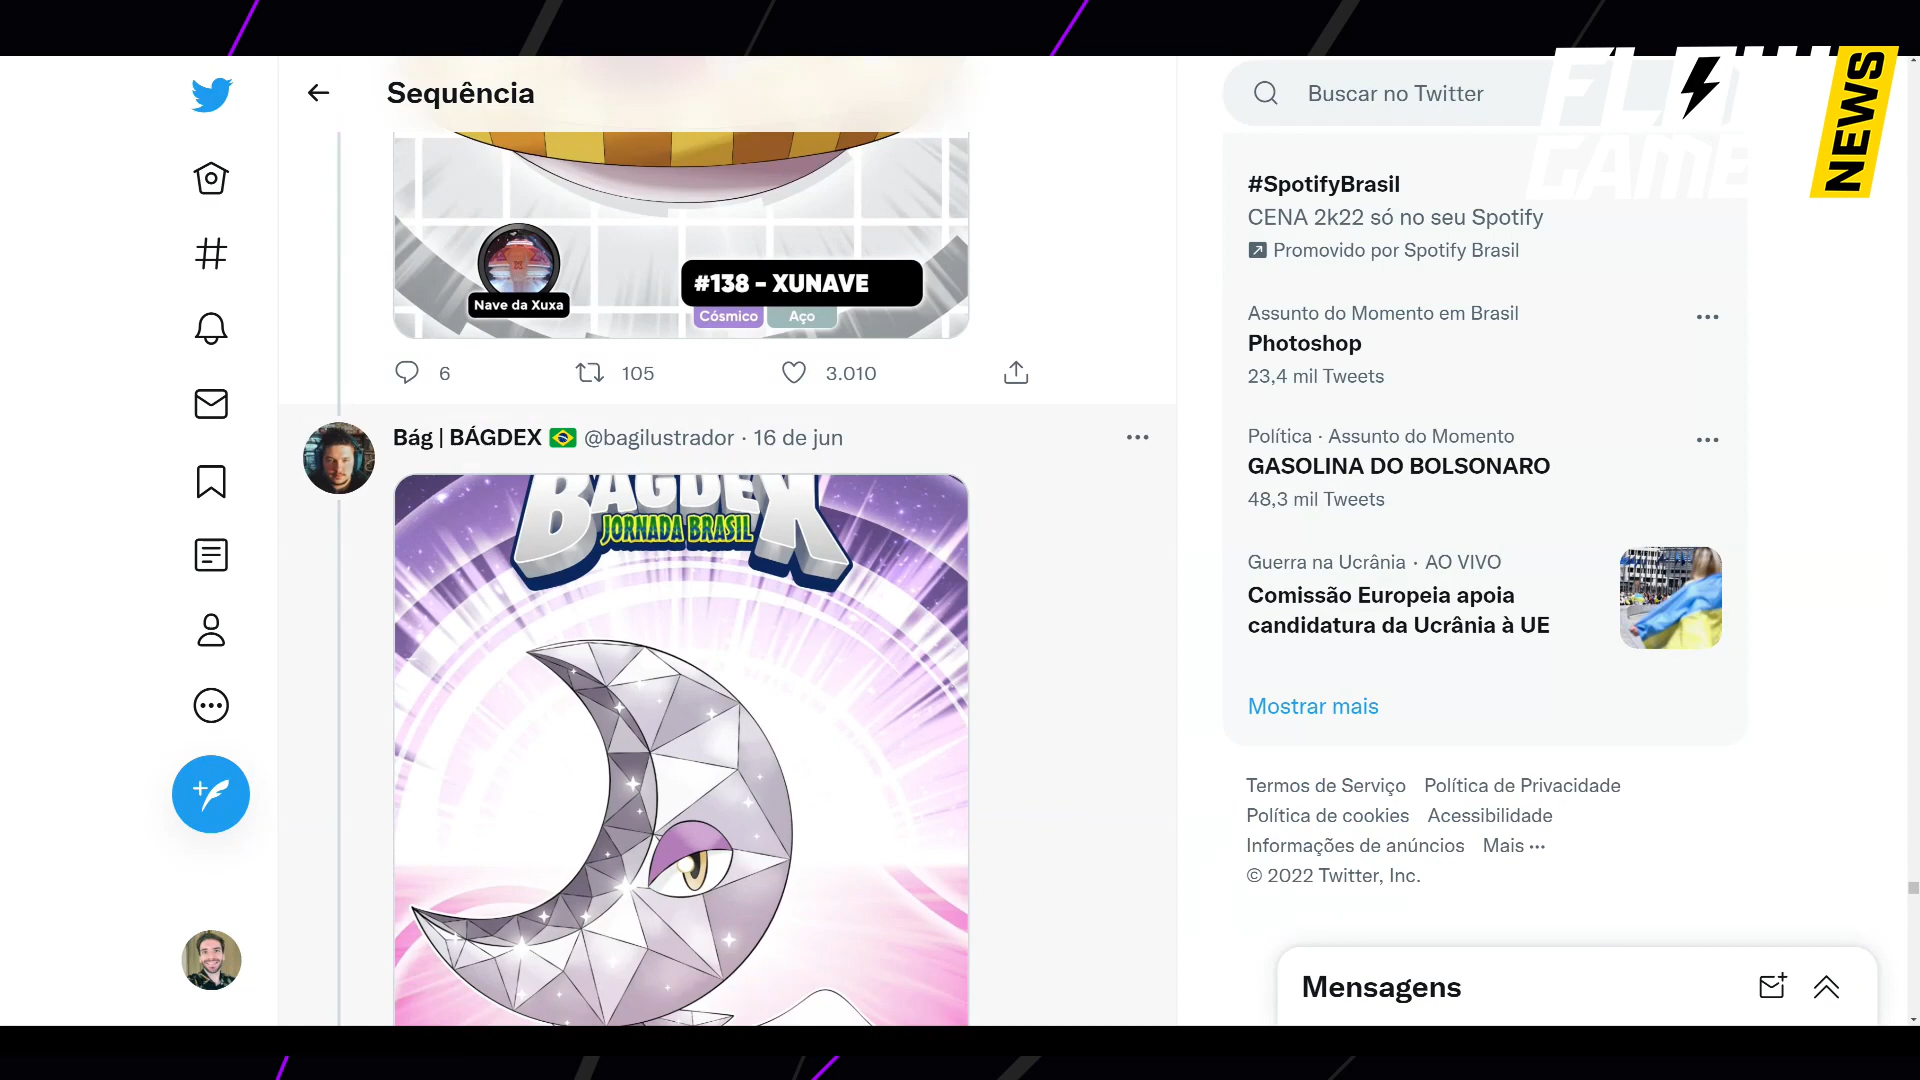 Sequência
Nave da Xuxa
#138 - XUNAVE
Cósmico Aço
6 105 3.010
Bág | BÁGDEX @bagilustrador · 16 de jun
BÁGDEX
JORNADA BRASIL
Buscar no Twitter
FLOW
GAMES
NEWS
#SpotifyBrasil
CENA 2k22 só no seu Spotify
Promovido por Spotify Brasil
Assunto do Momento em Brasil
Photoshop
23,4 mil Tweets
Política · Assunto do Momento
GASOLINA DO BOLSONARO
48,3 mil Tweets
Guerra na Ucrânia · AO VIVO
Comissão Europeia apoia
candidatura da Ucrânia à UE
Mostrar mais
Termos de Serviço Política de Privacidade
Política de cookies Acessibilidade
Informações de anúncios Mais ···
© 2022 Twitter, Inc.
Mensagens